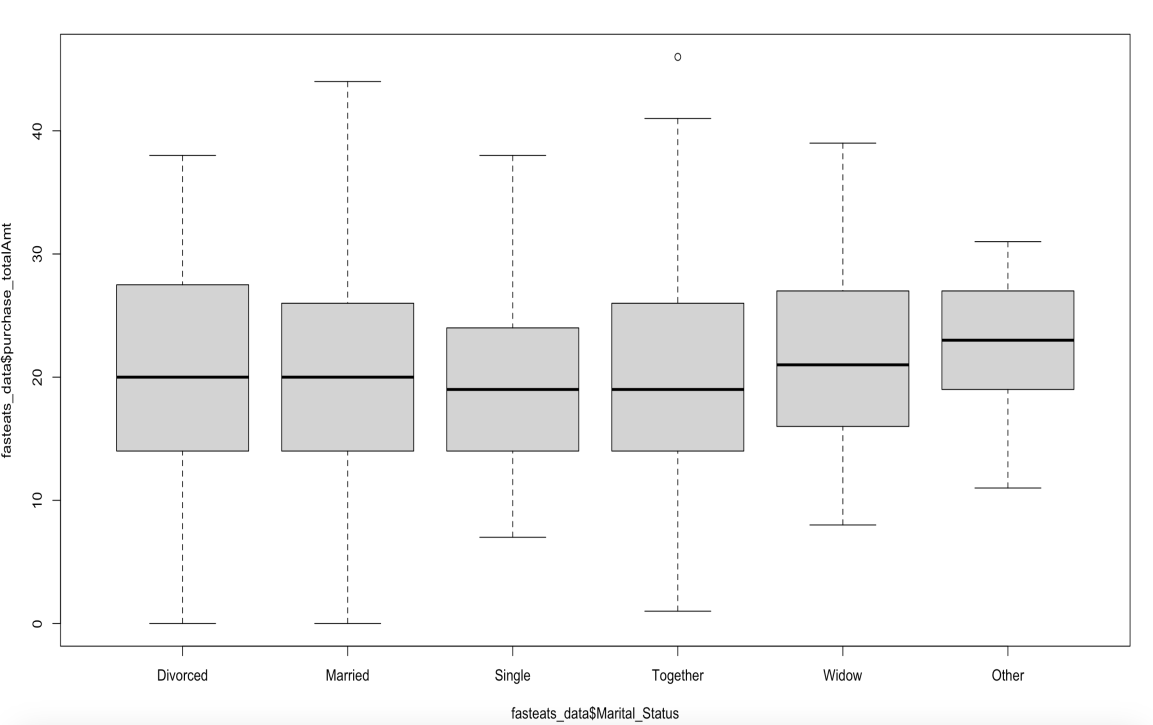 fasteats_data$purchase_totalAmt
40
30
20
10
0
Divorced Married Single Together Widow Other
fasteats_data$Marital_Status